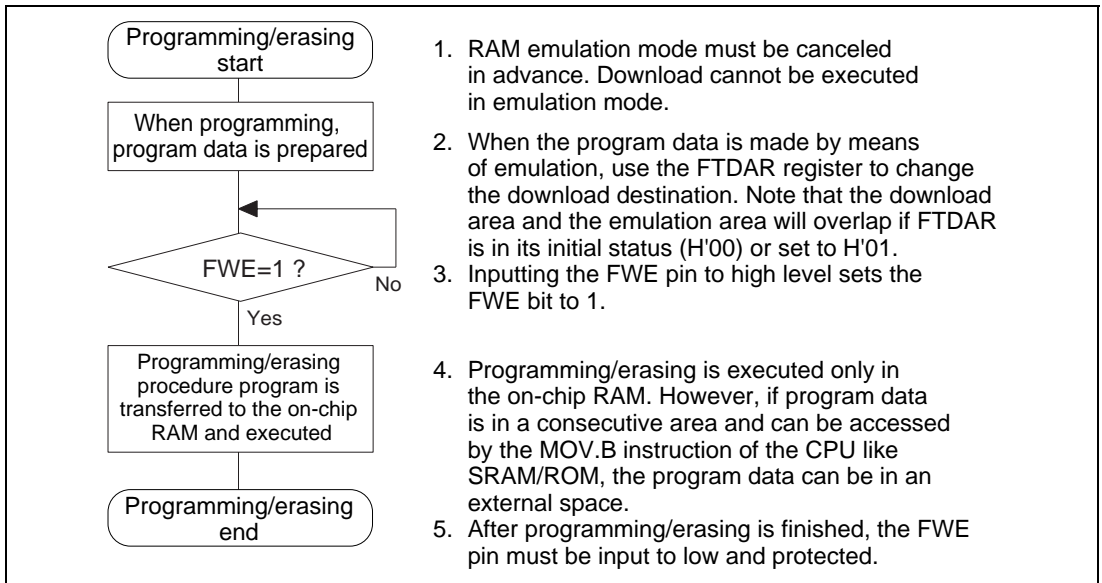 Programming/erasing
start
When programming,
program data is prepared
FWE=1 ?
No
Yes
Programming/erasing
procedure program is
transferred to the on-chip
RAM and executed
Programming/erasing
end
1. RAM emulation mode must be canceled
in advance. Download cannot be executed
in emulation mode.
2. When the program data is made by means
of emulation, use the FTDAR register to change
the download destination. Note that the download
area and the emulation area will overlap if FTDAR
is in its initial status (H'00) or set to H'01.
3. Inputting the FWE pin to high level sets the
FWE bit to 1.
4. Programming/erasing is executed only in
the on-chip RAM. However, if program data
is in a consecutive area and can be accessed
by the MOV.B instruction of the CPU like
SRAM/ROM, the program data can be in an
external space.
5. After programming/erasing is finished, the FWE
pin must be input to low and protected.